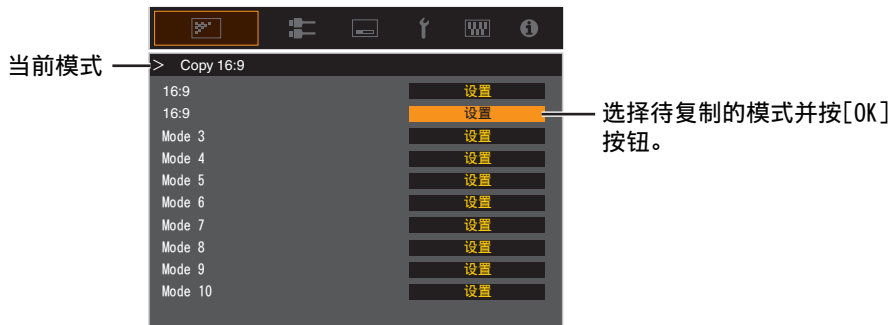 当前模式
> Copy 16:9
16:9 设置
16:9 设置
Mode 3 设置
Mode 4 设置
Mode 5 设置
Mode 6 设置
Mode 7 设置
Mode 8 设置
Mode 9 设置
Mode 10 设置
选择待复制的模式并按[OK]
按钮。